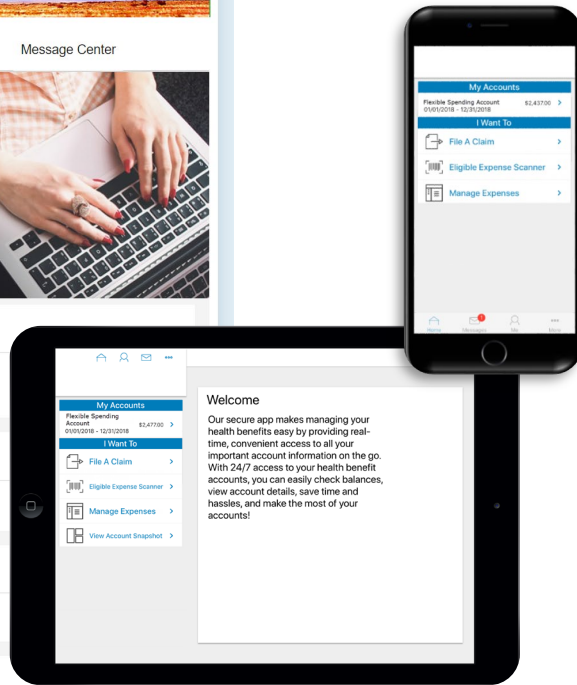 Message Center
My Accounts
Flexible Spending Account $2,437.00
01/01/2018 - 12/31/2018
I Want To
File A Claim
Eligible Expense Scanner
Manage Expenses
1
Home Messages Me More
My Accounts
Flexible Spending
Account $2,477.00
01/01/2018 - 12/31/2018
I Want To
File A Claim
Eligible Expense Scanner
Manage Expenses
View Account Snapshot
Welcome
Our secure app makes managing your
health benefits easy by providing real-
time, convenient access to all your
important account information on the go.
With 24/7 access to your health benefit
accounts, you can easily check balances,
view account details, save time and
hassles, and make the most of your
accounts!